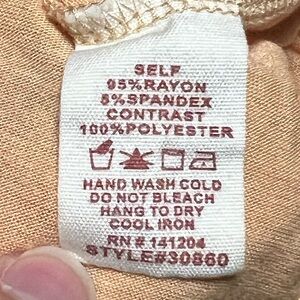 SELF
95%RAYON
5%SPANDEX
CONTRAST
100%POLYESTER
HAND WASH COLD
DO NOT BLEACH
HANG TO DRY
COOL IRON
RN# 141204
STYLE#30860